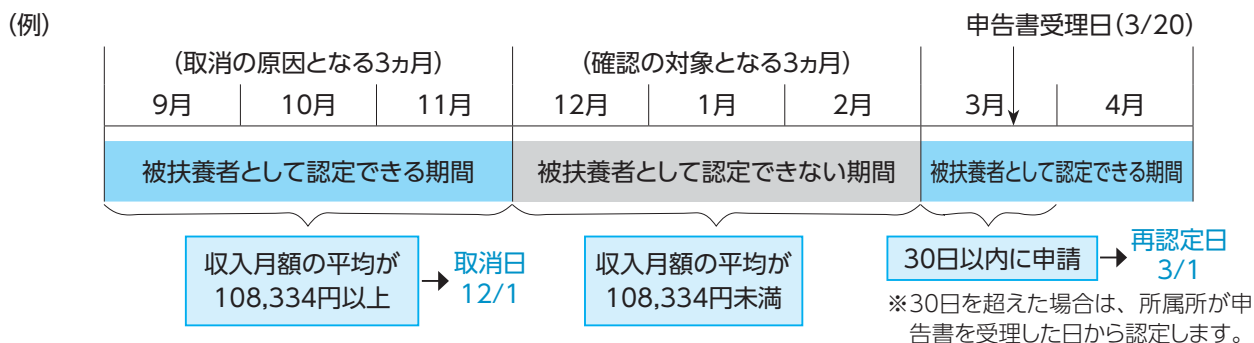 (例)
申告書受理日(3/20)
(取消の原因となる3ヵ月)
(確認の対象となる3ヵ月)
9月
10月
11月
12月
1月
2月
3月
4月
被扶養者として認定できる期間
被扶養者として認定できない期間
被扶養者として認定できる期間
収入月額の平均が
108,334円以上
取消日
12/1
収入月額の平均が
108,334円未満
30日以内に申請
再認定日
3/1
※30日を超えた場合は、所属所が申
告書を受理した日から認定します。